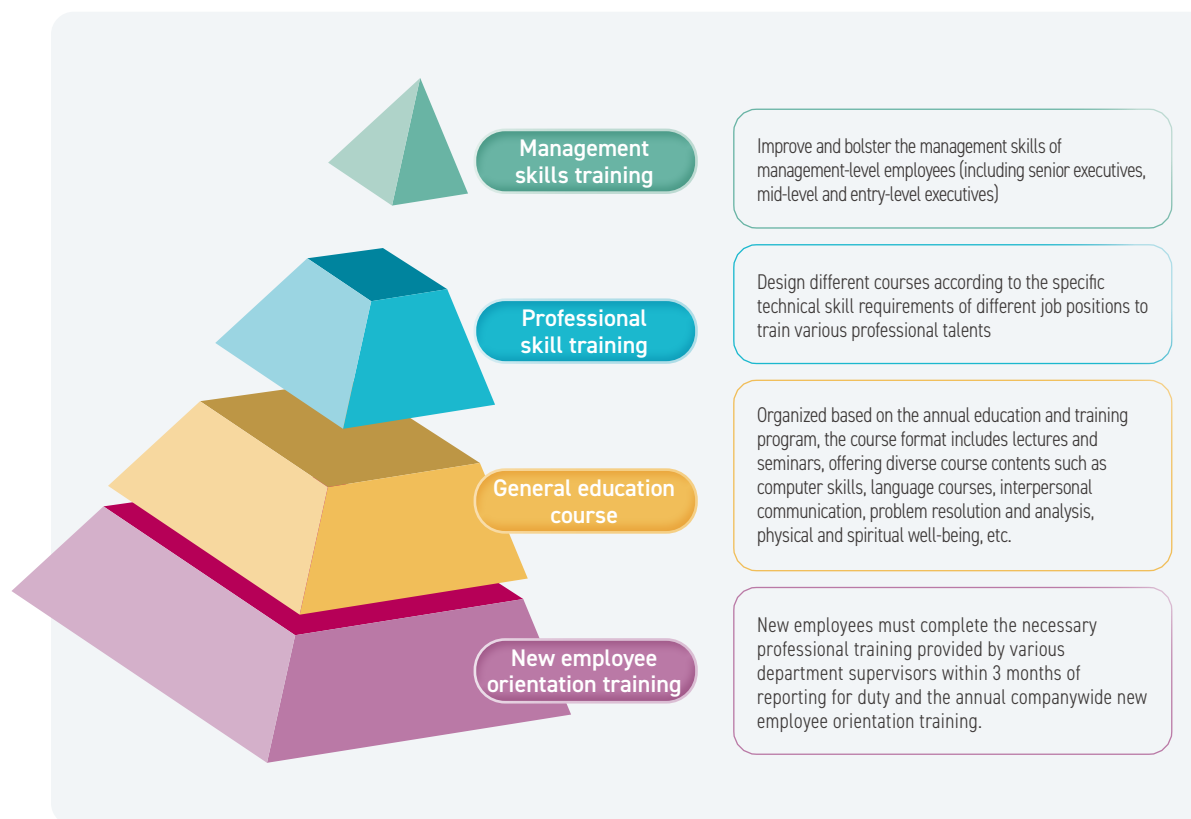 Management
skills training
Improve and bolster the management skills of
management-level employees (including senior executives,
mid-level and entry-level executives)
Professional
skill training
Design different courses according to the specific
technical skill requirements of different job positions to
train various professional talents
General education
course
Organized based on the annual education and training
program, the course format includes lectures and
seminars, offering diverse course contents such as
computer skills, language courses, interpersonal
communication, problem resolution and analysis,
physical and spiritual well-being, etc.
New employee
orientation training
New employees must complete the necessary
professional training provided by various
department supervisors within 3 months of
reporting for duty and the annual companywide new
employee orientation training.